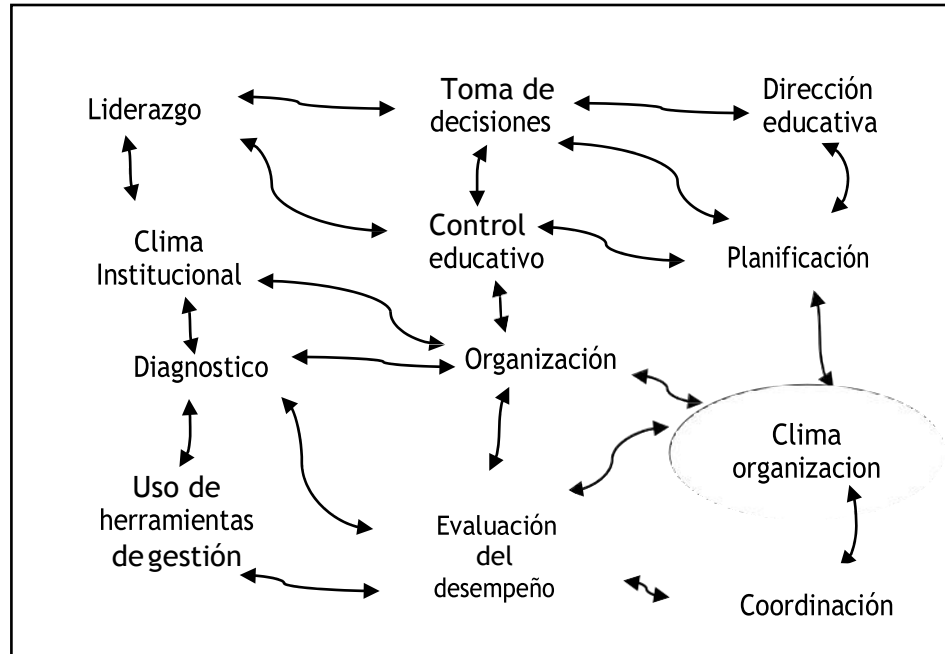 Liderazgo
Toma de
decisiones
Dirección
educativa
Clima
Institucional
Control
educativo
Planificación
Diagnostico
Organización
Clima
organizacion
Uso de
herramientas
de gestión
Evaluación
del
desempeño
Coordinación